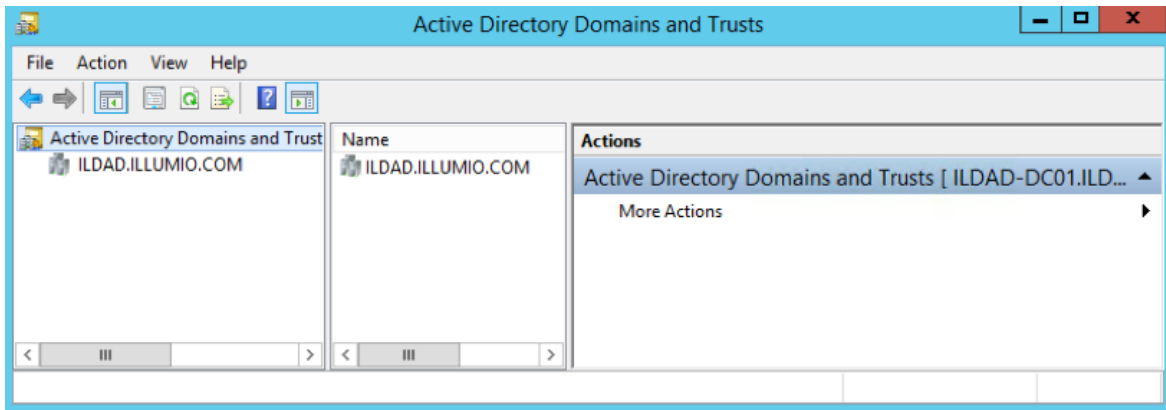 Active Directory Domains and Trusts
File Action View Help
Active Directory Domains and Trust
ILDAD.ILLUMIO.COM
Name
ILDAD.ILLUMIO.COM
Actions
Active Directory Domains and Trusts [ ILDAD-DC01.ILD...
More Actions